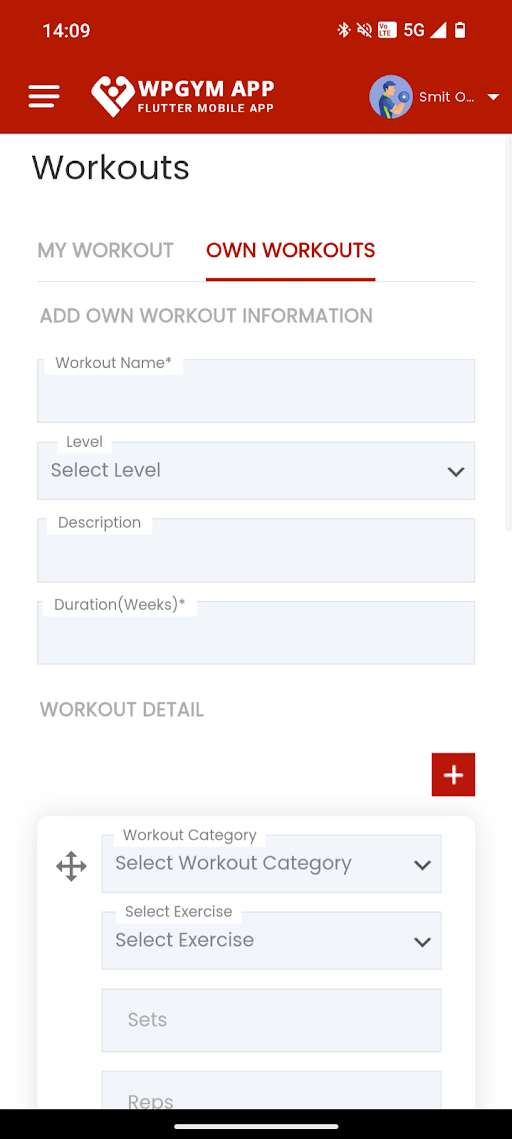 14:09
Vo LTE 5G
WPGYM APP
FLUTTER MOBILE APP
Smit O...
Workouts
MY WORKOUT OWN WORKOUTS
ADD OWN WORKOUT INFORMATION
Workout Name*
Level
Select Level
Description
Duration(Weeks)*
WORKOUT DETAIL
+
Workout Category
Select Workout Category
Select Exercise
Select Exercise
Sets
Reps